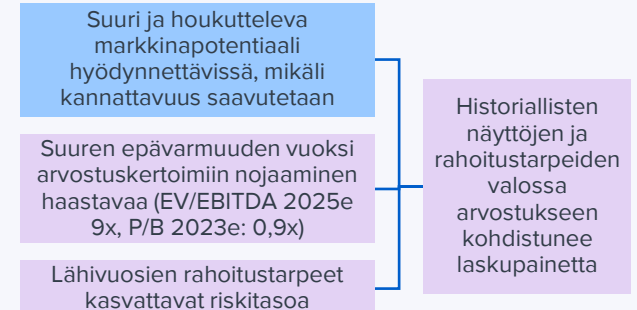 Suuri ja houkutteleva
markkinapotentiaali
hyödynnettävissä, mikäli
kannattavuus saavutetaan
Suuren epävarmuuden vuoksi
arvostuskertoimiin nojaaminen
haastavaa (EV/EBITDA 2025e
9x, P/B 2023e: 0,9x)
Lähivuosien rahoitustarpeet
kasvattavat riskitasoa
Historiallisten
näyttöjen ja
rahoitustarpeiden
valossa
arvostukseen
kohdistunee
laskupainetta